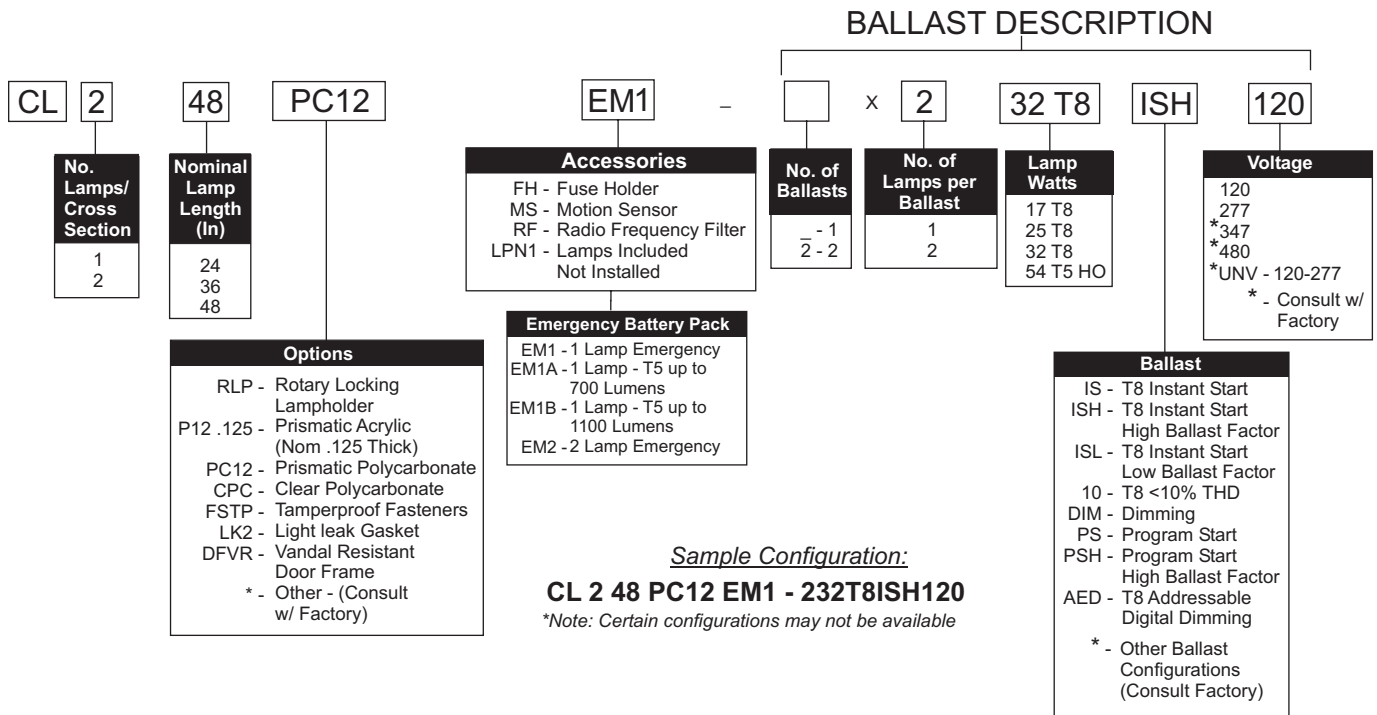 BALLAST DESCRIPTION
CL 2 48 PC12 EM1 – x 2 32 T8 ISH 120
No.
Lamps/
Cross
Section
1
2
Nominal
Lamp
Length
(In)
24
36
48
Options
RLP - Rotary Locking
Lampholder
P12 .125 - Prismatic Acrylic
(Nom .125 Thick)
PC12 - Prismatic Polycarbonate
CPC - Clear Polycarbonate
FSTP - Tamperproof Fasteners
LK2 - Light leak Gasket
DFVR - Vandal Resistant
Door Frame
* - Other - (Consult
w/ Factory)
Accessories
FH - Fuse Holder
MS - Motion Sensor
RF - Radio Frequency Filter
LPN1 - Lamps Included
Not Installed
Emergency Battery Pack
EM1 - 1 Lamp Emergency
EM1A - 1 Lamp - T5 up to
700 Lumens
EM1B - 1 Lamp - T5 up to
1100 Lumens
EM2 - 2 Lamp Emergency
No. of
Ballasts
_ - 1
2 - 2
No. of
Lamps per
Ballast
1
2
Lamp
Watts
17 T8
25 T8
32 T8
54 T5 HO
Voltage
120
277
*347
*480
*UNV - 120-277
* - Consult w/
Factory
Ballast
IS - T8 Instant Start
ISH - T8 Instant Start
High Ballast Factor
ISL - T8 Instant Start
Low Ballast Factor
10 - T8 <10% THD
DIM - Dimming
PS - Program Start
PSH - Program Start
High Ballast Factor
AED - T8 Addressable
Digital Dimming
* - Other Ballast
Configurations
(Consult Factory)
Sample Configuration:
CL 2 48 PC12 EM1 - 232T8ISH120
*Note: Certain configurations may not be available